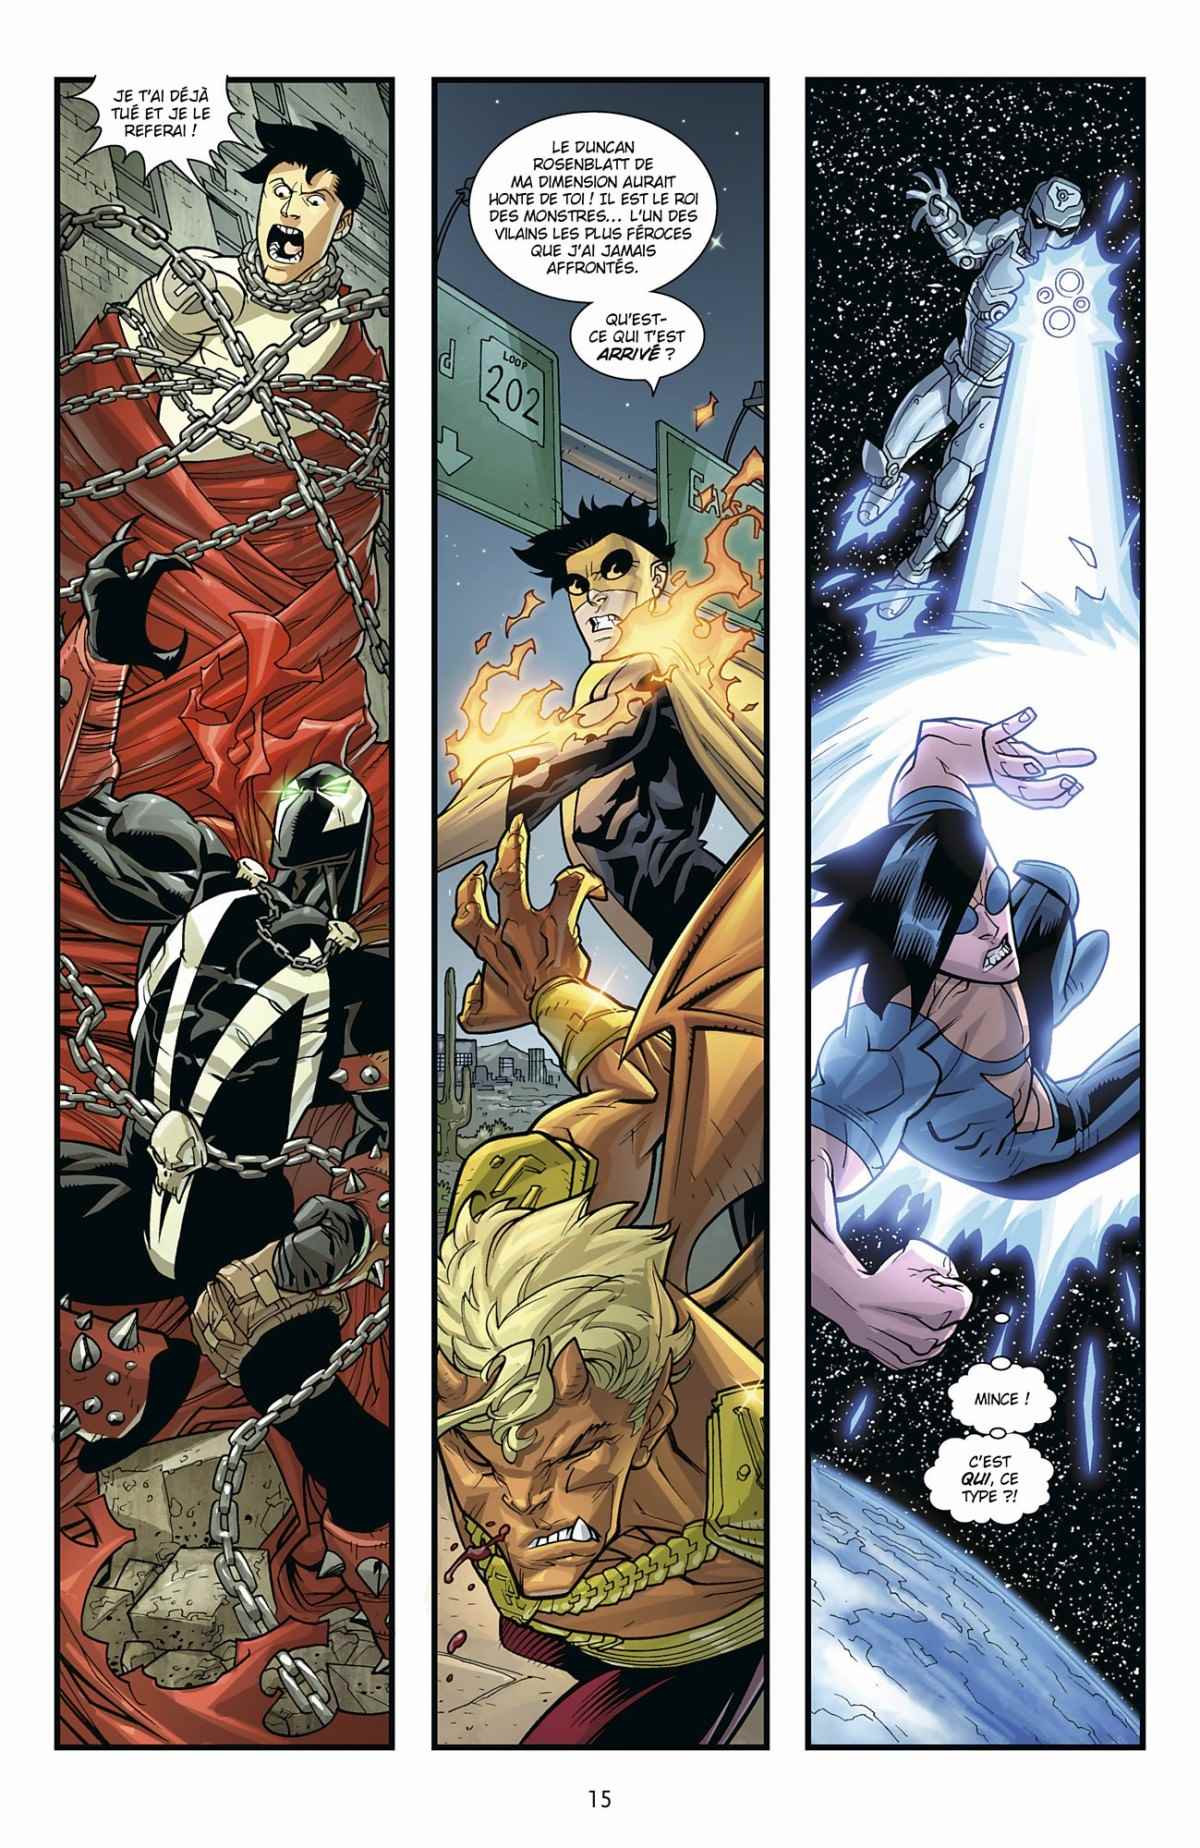 JE T'AI DÉJÀ
TUÉ ET JE LE
REFERAI !
LE DUNCAN
ROSENBLATT DE
MA DIMENSION AURAIT
HONTE DE TOI ! IL EST LE ROI
DES MONSTRES... L'UN DES
VILAINS LES PLUS FÉROCES
QUE J'AI JAMAIS
AFFRONTÉS.
QU'EST-
CE QUI T'EST
ARRIVÉ ?
d
LOOP
202
EAS
MINCE !
C'EST
QUI, CE
TYPE ?!
15